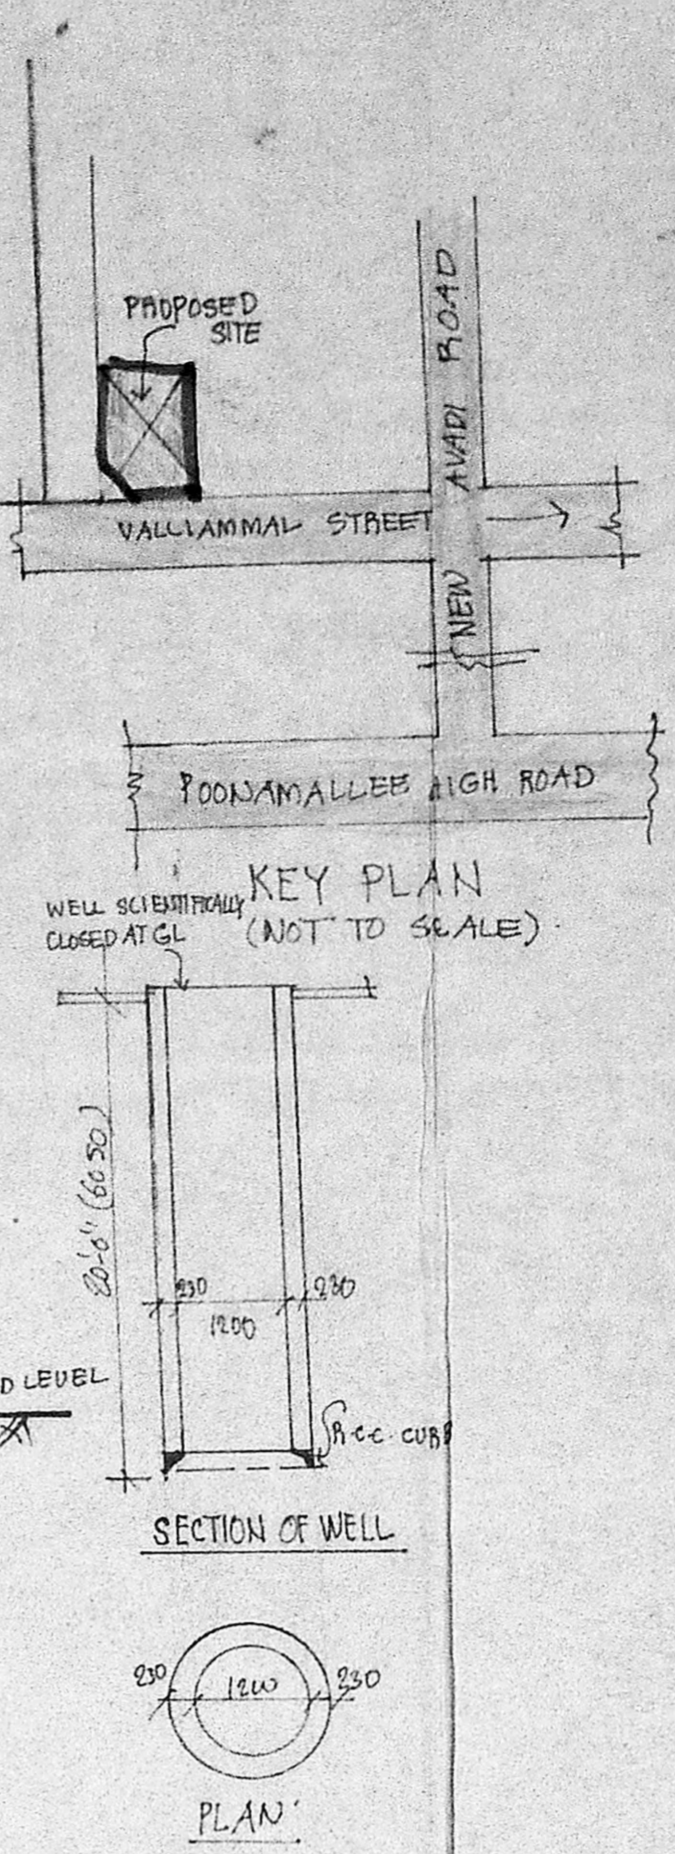 PROPOSED
SITE
NEW AVADI ROAD
VALLIAMMAL STREET
POONAMALLEE HIGH ROAD
KEY PLAN
(NOT TO SCALE)
WELL SCIENTIFICALLY
CLOSED AT GL
20'-0" (6050)
230
230
1200
D LEVEL
R.C.C. CURB
SECTION OF WELL
230
1200
230
PLAN